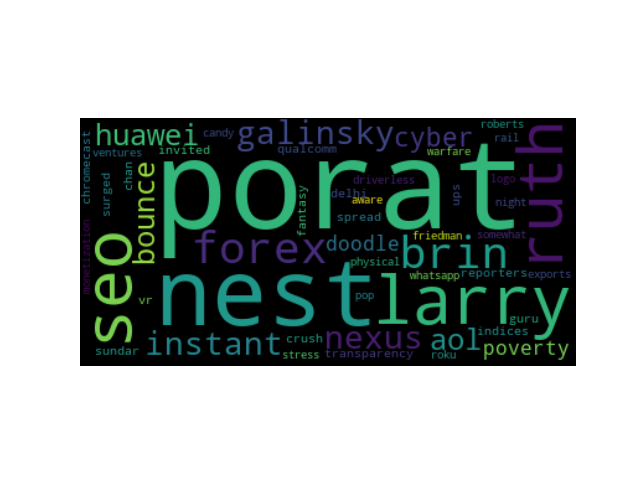 roberts
huawei candy galinsky cyber rail
ventures invited qualcomm warfare
chromecast surged chan bounce porat ruth
driverless logo
delhi aware ups night
fantasy spread
forex doodle friedman somewhat
brin
monetization seo physical
nest whatsapp reporters exports
vr pop larry
guru
instant crush nexus aol indices
sundar stress transparency roku poverty